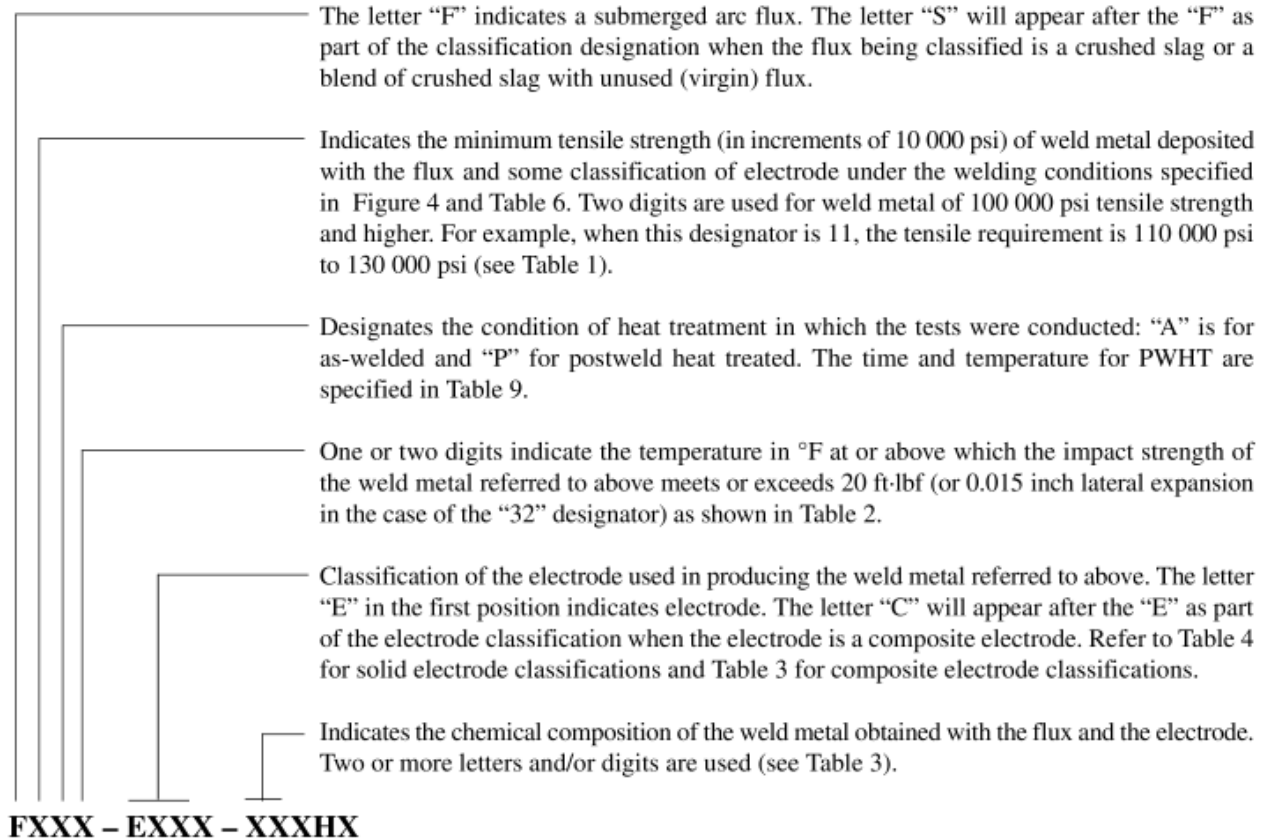 The letter “F” indicates a submerged arc flux. The letter “S” will appear after the “F” as
part of the classification designation when the flux being classified is a crushed slag or a
blend of crushed slag with unused (virgin) flux.
Indicates the minimum tensile strength (in increments of 10 000 psi) of weld metal deposited
with the flux and some classification of electrode under the welding conditions specified
in Figure 4 and Table 6. Two digits are used for weld metal of 100 000 psi tensile strength
and higher. For example, when this designator is 11, the tensile requirement is 110 000 psi
to 130 000 psi (see Table 1).
Designates the condition of heat treatment in which the tests were conducted: “A” is for
as-welded and “P” for postweld heat treated. The time and temperature for PWHT are
specified in Table 9.
One or two digits indicate the temperature in °F at or above which the impact strength of
the weld metal referred to above meets or exceeds 20 ft·lbf (or 0.015 inch lateral expansion
in the case of the “32” designator) as shown in Table 2.
Classification of the electrode used in producing the weld metal referred to above. The letter
“E” in the first position indicates electrode. The letter “C” will appear after the “E” as part
of the electrode classification when the electrode is a composite electrode. Refer to Table 4
for solid electrode classifications and Table 3 for composite electrode classifications.
Indicates the chemical composition of the weld metal obtained with the flux and the electrode.
Two or more letters and/or digits are used (see Table 3).
FXXX – EXXX – XXXHX